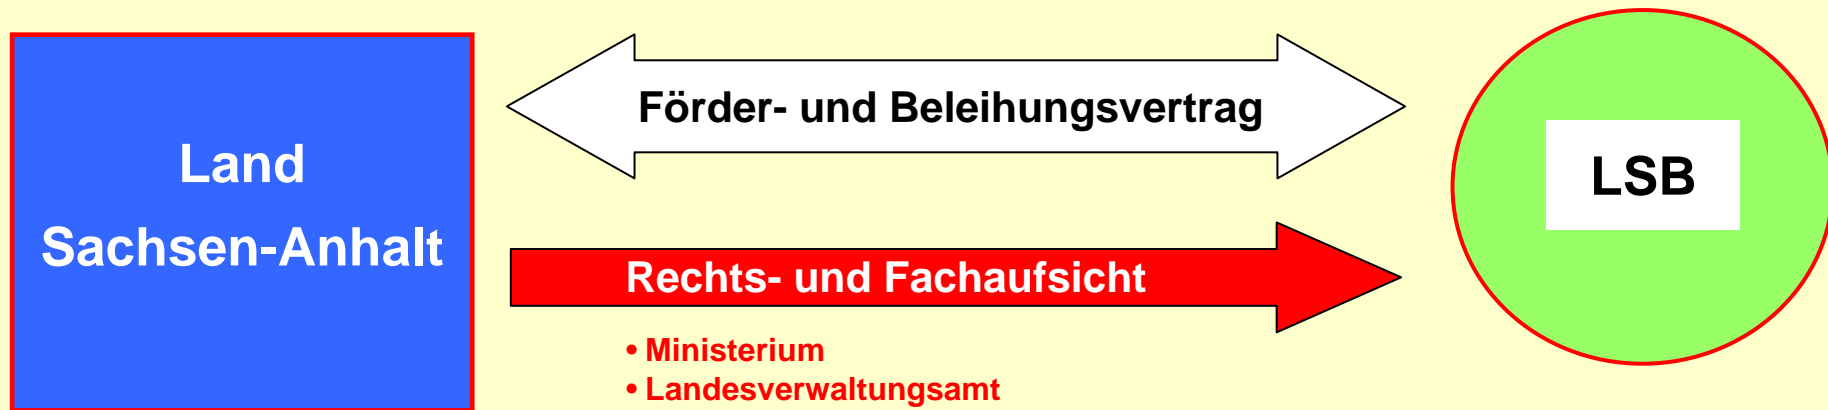 Land
Sachsen-Anhalt
Förder- und Beleihungsvertrag
Rechts- und Fachaufsicht
• Ministerium
• Landesverwaltungsamt
LSB